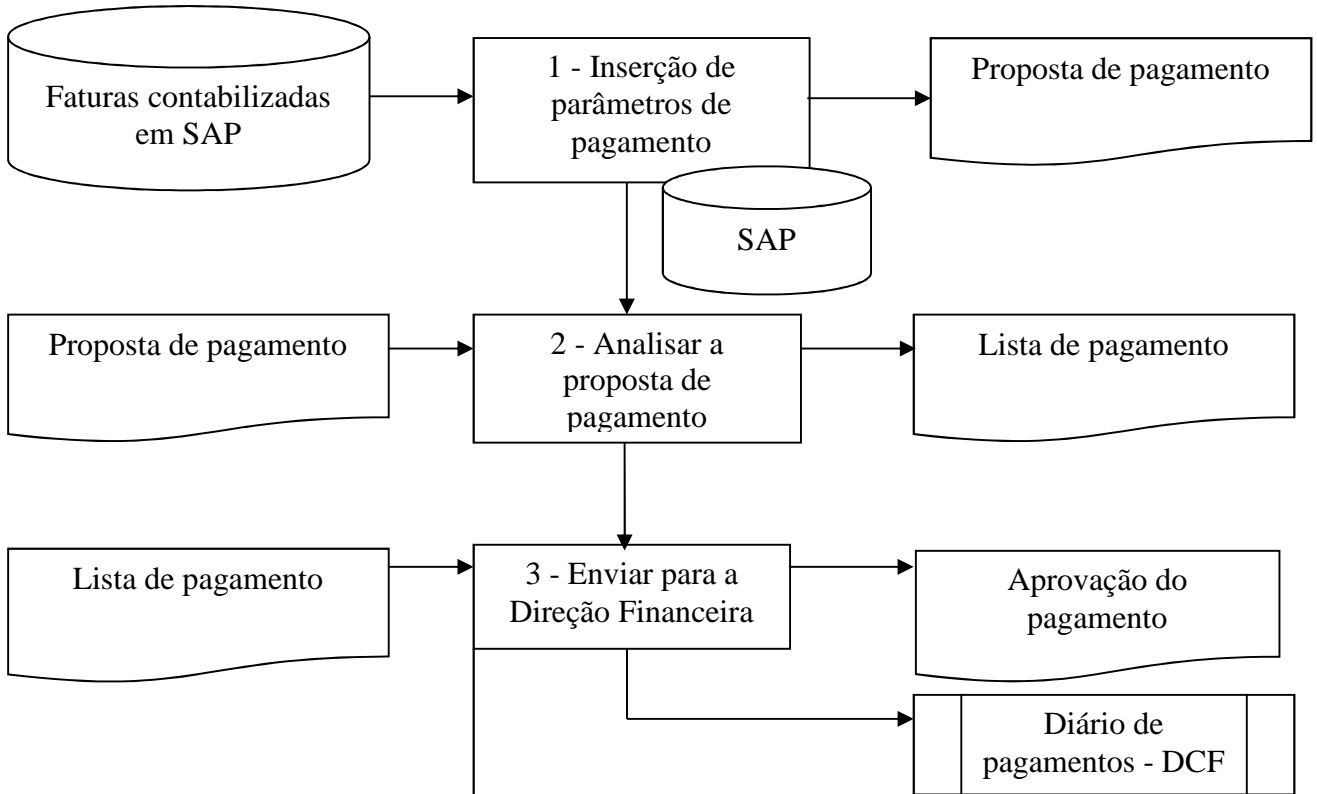 Faturas contabilizadas
em SAP
1 - Inserção de
parâmetros de
pagamento
Proposta de pagamento
SAP
Proposta de pagamento
2 - Analisar a
proposta de
pagamento
Lista de pagamento
Lista de pagamento
3 - Enviar para a
Direção Financeira
Aprovação do
pagamento
Diário de
pagamentos - DCF